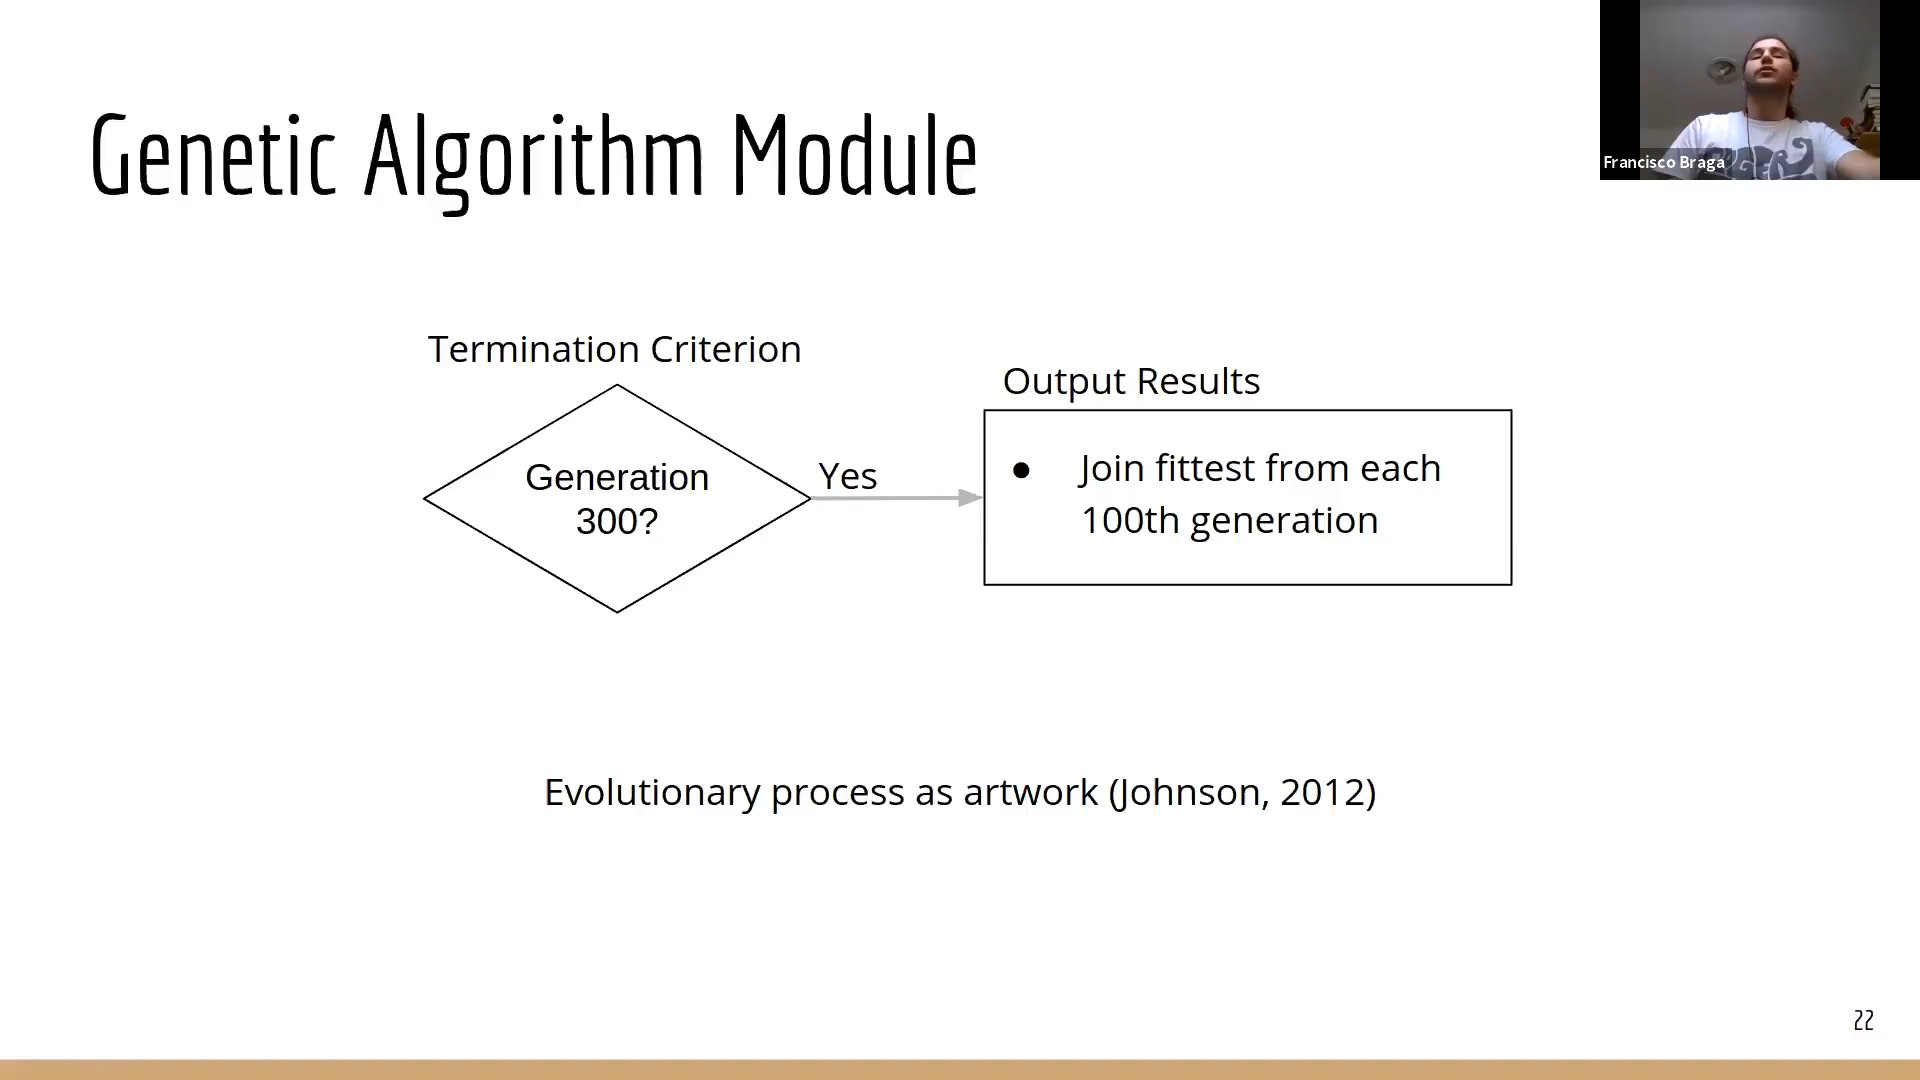 Genetic Algorithm Module
Francisco Braga
Termination Criterion
Generation
300?
Yes
Output Results
● Join fittest from each
100th generation
Evolutionary process as artwork (Johnson, 2012)
22